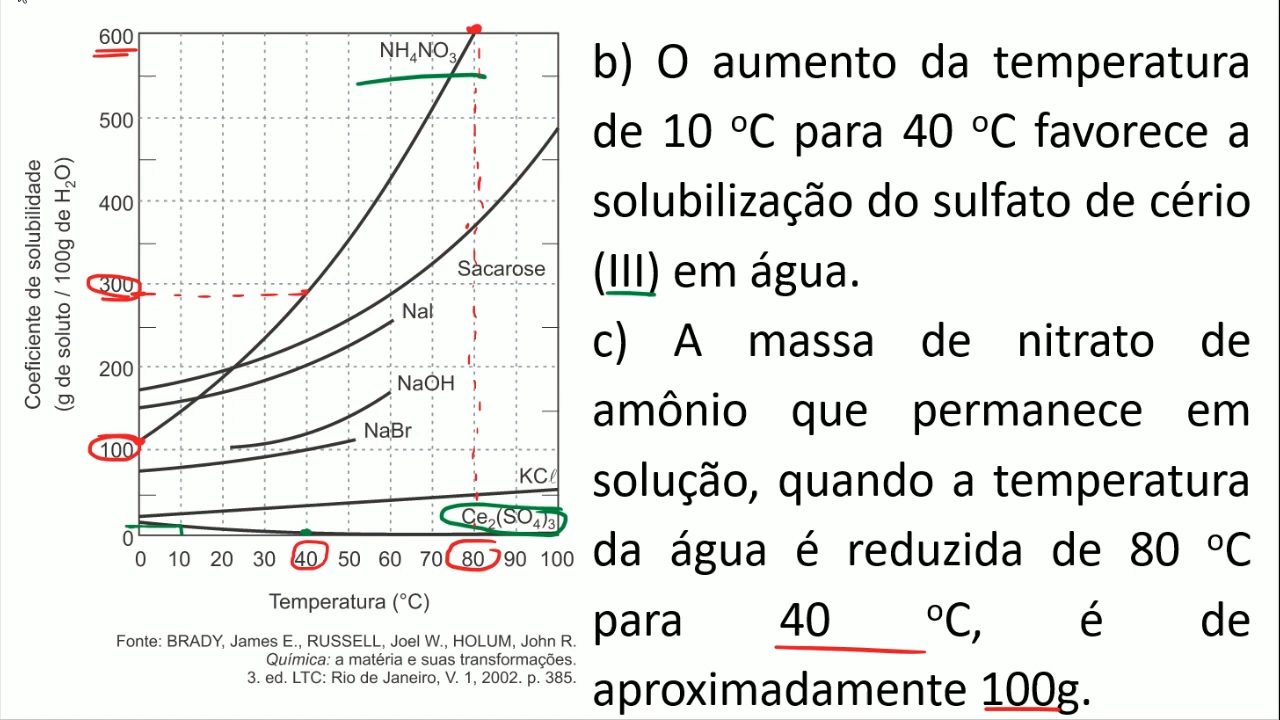 600
500
400
300
200
100
0
Coeficiente de solubilidade
(g de soluto / 100g de H₂O)
NH₄NO₃
Sacarose
NaI
NaOH
NaBr
KCℓ
Ce₂(SO₄)₃
0 10 20 30 40 50 60 70 80 90 100
Temperatura (°C)
Fonte: BRADY, James E., RUSSELL, Joel W., HOLUM, John R.
Química: a matéria e suas transformações.
3. ed. LTC: Rio de Janeiro, V. 1, 2002. p. 385.
b) O aumento da temperatura
de 10 ºC para 40 ºC favorece a
solubilização do sulfato de cério
(III) em água.
c) A massa de nitrato de
amônio que permanece em
solução, quando a temperatura
da água é reduzida de 80 ºC
para 40 ºC, é de
aproximadamente 100g.